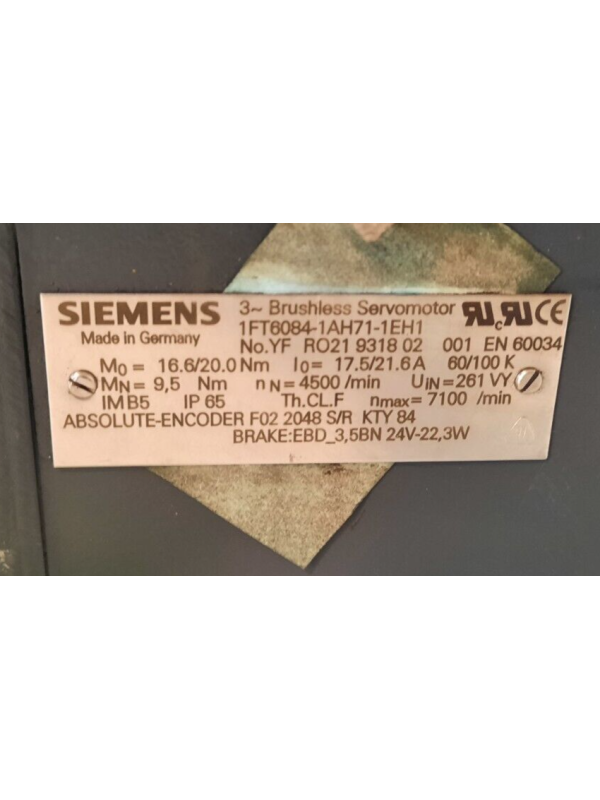 SIEMENS 3~ Brushless Servomotor
Made in Germany 1FT6084-1AH71-1EH1
No.YF RO21 9318 02 001 EN 60034
M0 = 16.6/20.0 Nm I0 = 17.5/21.6 A 60/100 K
MN = 9,5 Nm nN = 4500 /min UIN = 261 VY
IM B5 IP 65 Th.CL.F nmax = 7100 /min
ABSOLUTE-ENCODER F02 2048 S/R KTY 84
BRAKE:EBD_3,5BN 24V-22,3W